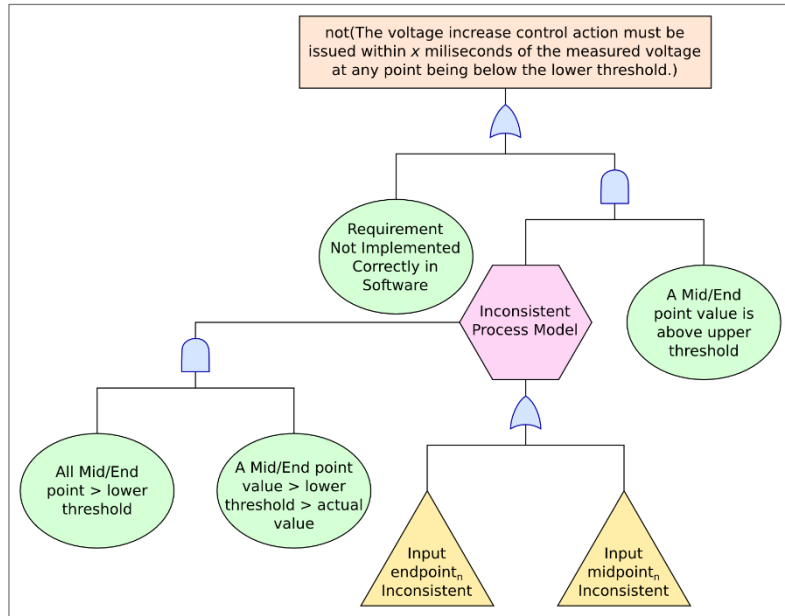 not(The voltage increase control action must be
issued within x miliseconds of the measured voltage
at any point being below the lower threshold.)
Requirement
Not Implemented
Correctly in
Software
Inconsistent
Process Model
A Mid/End
point value is
above upper
threshold
All Mid/End
point > lower
threshold
A Mid/End point
value > lower
threshold > actual
value
Input
endpointₙ
Inconsistent
Input
midpointₙ
Inconsistent